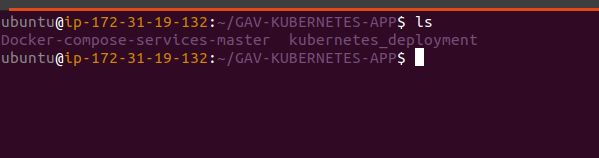 ubuntu@ip-172-31-19-132:~/GAV-KUBERNETES-APP$ ls
Docker-compose-services-master  kubernetes_deployment
ubuntu@ip-172-31-19-132:~/GAV-KUBERNETES-APP$